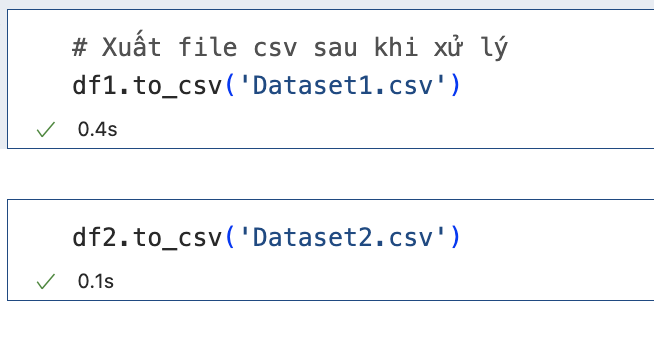 # Xuất file csv sau khi xử lý
df1.to_csv('Dataset1.csv')
0.4s
df2.to_csv('Dataset2.csv')
0.1s